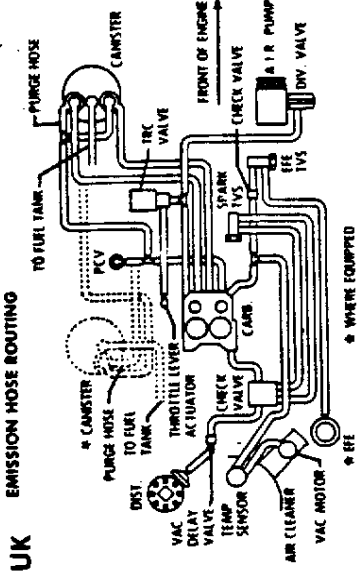 UK EMISSION HOSE ROUTING
PURGE HOSE
CANISTER
TO FUEL TANK
TRC
VALVE
FRONT OF ENGINE
AIR PUMP
DIV. VALVE
CHECK VALVE
SPARK
TVS
EFE
TVS
PCV
* CANISTER
PURGE HOSE
TO FUEL
TANK
THROTTLE LEVER
ACTUATOR
CHECK
VALVE
CARB.
DIST.
VAC
DELAY
VALVE
TEMP
SENSOR
AIR CLEANER
VAC MOTOR
* EFE
* WHERE EQUIPPED